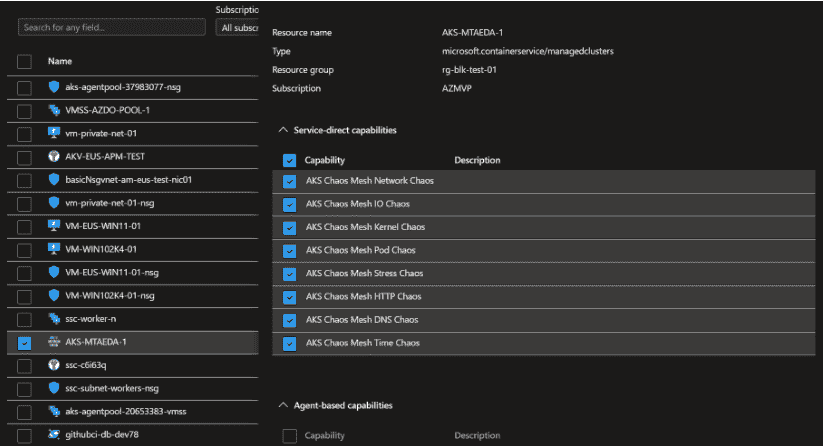 Subscriptio
Search for any field...
All subscr
Name
aks-agentpool-37983077-nsg
VMSS-AZDO-POOL-1
vm-private-net-01
AKV-EUS-APM-TEST
basicNsgvnet-am-eus-test-nic01
vm-private-net-01-nsg
VM-EUS-WIN11-01
VM-WIN102K4-01
VM-EUS-WIN11-01-nsg
VM-WIN102K4-01-nsg
ssc-worker-n
AKS-MTAEDA-1
ssc-c6i63q
ssc-subnet-workers-nsg
aks-agentpool-20653383-vmss
githubci-db-dev78
Resource name AKS-MTAEDA-1
Type microsoft.containerservice/managedclusters
Resource group rg-blk-test-01
Subscription AZMVP
Service-direct capabilities
Capability Description
AKS Chaos Mesh Network Chaos
AKS Chaos Mesh IO Chaos
AKS Chaos Mesh Kernel Chaos
AKS Chaos Mesh Pod Chaos
AKS Chaos Mesh Stress Chaos
AKS Chaos Mesh HTTP Chaos
AKS Chaos Mesh DNS Chaos
AKS Chaos Mesh Time Chaos
Agent-based capabilities
Capability Description